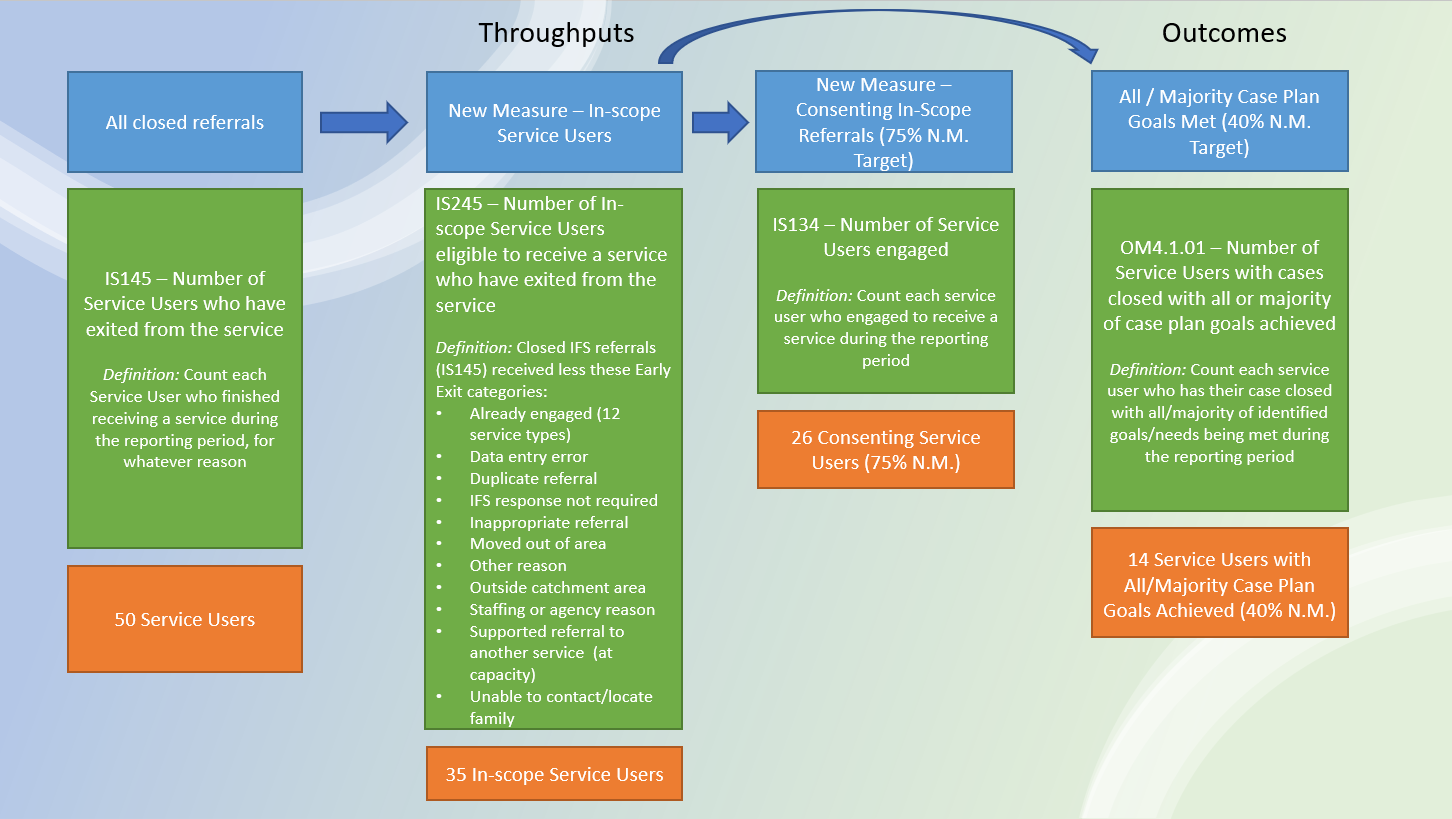 Throughputs
Outcomes
All closed referrals
New Measure – In-scope
Service Users
New Measure –
Consenting In-Scope
Referrals (75% N.M.
Target)
All / Majority Case Plan
Goals Met (40% N.M.
Target)
IS145 – Number of
Service Users who have
exited from the service
Definition: Count each
Service User who finished
receiving a service during
the reporting period, for
whatever reason
50 Service Users
IS245 – Number of In-
scope Service Users
eligible to receive a service
who have exited from the
service
Definition: Closed IFS referrals
(IS145) received less these Early
Exit categories:
• Already engaged (12
service types)
• Data entry error
• Duplicate referral
• IFS response not required
• Inappropriate referral
• Moved out of area
• Other reason
• Outside catchment area
• Staffing or agency reason
• Supported referral to
another service (at
capacity)
• Unable to contact/locate
family
35 In-scope Service Users
IS134 – Number of Service
Users engaged
Definition: Count each service
user who engaged to receive a
service during the reporting
period
26 Consenting Service
Users (75% N.M.)
OM4.1.01 – Number of
Service Users with cases
closed with all or majority
of case plan goals achieved
Definition: Count each service
user who has their case closed
with all/majority of identified
goals/needs being met during
the reporting period
14 Service Users with
All/Majority Case Plan
Goals Achieved (40% N.M.)